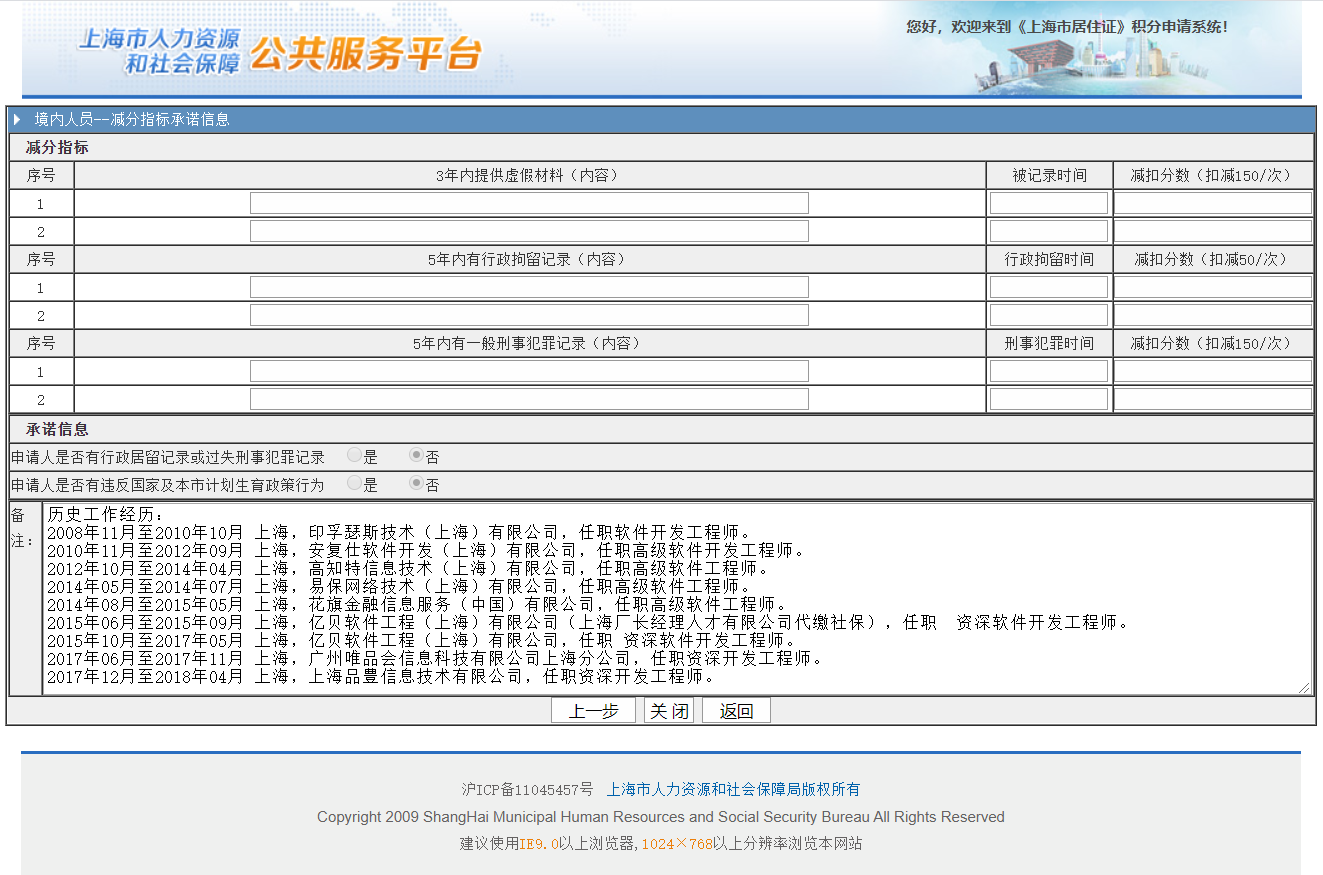 上海市人力资源
和社会保障
公共服务平台
您好，欢迎来到《上海市居住证》积分申请系统！
境内人员--减分指标承诺信息
减分指标
序号 3年内提供虚假材料（内容） 被记录时间 减扣分数（扣减150/次）
1
2
序号 5年内有行政拘留记录（内容） 行政拘留时间 减扣分数（扣减50/次）
1
2
序号 5年内有一般刑事犯罪记录（内容） 刑事犯罪时间 减扣分数（扣减150/次）
1
2
承诺信息
申请人是否有行政居留记录或过失刑事犯罪记录 是 否
申请人是否有违反国家及本市计划生育政策行为 是 否
备注：
历史工作经历：
2008年11月至2010年10月 上海，印孚瑟斯技术（上海）有限公司，任职软件开发工程师。
2010年11月至2012年09月 上海，安复仕软件开发（上海）有限公司，任职高级软件开发工程师。
2012年10月至2014年04月 上海，高知特信息技术（上海）有限公司，任职高级软件工程师。
2014年05月至2014年07月 上海，易保网络技术（上海）有限公司，任职高级软件工程师。
2014年08月至2015年05月 上海，花旗金融信息服务（中国）有限公司，任职高级软件工程师。
2015年06月至2015年09月 上海，亿贝软件工程（上海）有限公司（上海厂长经理人才有限公司代缴社保），任职 资深软件开发工程师。
2015年10月至2017年05月 上海，亿贝软件工程（上海）有限公司，任职 资深软件开发工程师。
2017年06月至2017年11月 上海，广州唯品会信息科技有限公司上海分公司，任职资深开发工程师。
2017年12月至2018年04月 上海，上海品豊信息技术有限公司，任职资深开发工程师。
上一步 关 闭 返回
沪ICP备11045457号 上海市人力资源和社会保障局版权所有
Copyright 2009 ShangHai Municipal Human Resources and Social Security Bureau All Rights Reserved
建议使用IE9.0以上浏览器,1024×768以上分辨率浏览本网站